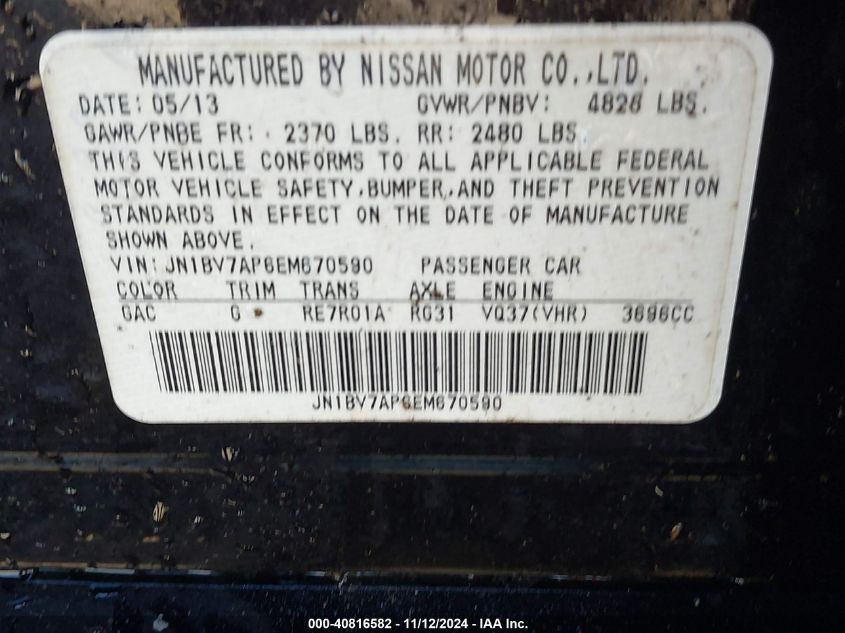 MANUFACTURED BY NISSAN MOTOR CO.,LTD.
DATE: 05/13 GVWR/PNBV: 4828 LBS.
GAWR/PNBE FR: 2370 LBS. RR: 2480 LBS.
THIS VEHICLE CONFORMS TO ALL APPLICABLE FEDERAL
MOTOR VEHICLE SAFETY,BUMPER,AND THEFT PREVENTION
STANDARDS IN EFFECT ON THE DATE OF MANUFACTURE
SHOWN ABOVE.
VIN: JN1BV7AP6EM670590 PASSENGER CAR
COLOR TRIM TRANS AXLE ENGINE
GAC G RE7R01A RG31 VQ37(VHR) 3696CC
JN1BV7AP6EM670590
000-40816582 - 11/12/2024 - IAA Inc.